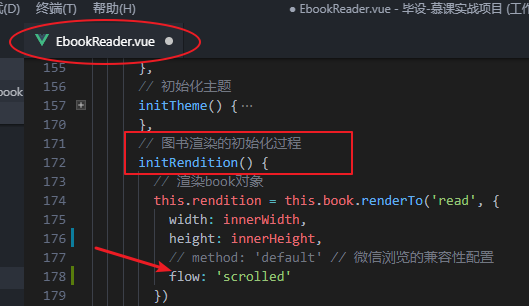 (D) 终端(T) 帮助(H) ● EbookReader.vue - 毕设-慕课实战项目 (工作
EbookReader.vue ●
book
155 },
156 // 初始化主题
157 initTheme() {…
170 },
171 // 图书渲染的初始化过程
172 initRendition() {
173 // 渲染book对象
174 this.rendition = this.book.renderTo('read', {
175 width: innerWidth,
176 height: innerHeight,
177 // method: 'default' // 微信浏览的兼容性配置
178 flow: 'scrolled'
179 })